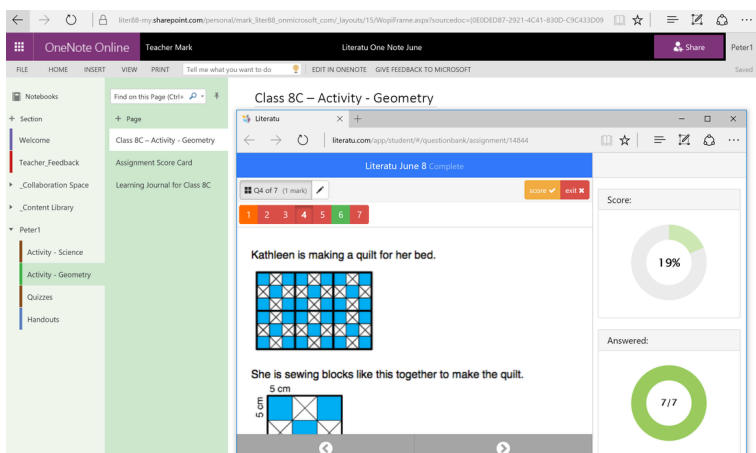 liter88-my.sharepoint.com/personal/mark_liter88_onmicrosoft_com/_layouts/15/WopiFrame.aspx?sourcedoc={0E0DED87-2921-4C41-830D-C9C433D09
OneNote Online
Teacher Mark
Literatu One Note June
Share
Peter1
FILE HOME INSERT VIEW PRINT Tell me what you want to do EDIT IN ONENOTE GIVE FEEDBACK TO MICROSOFT Saved
Notebooks
+ Section
Welcome
Teacher_Feedback
_Collaboration Space
_Content Library
Peter1
Activity - Science
Activity - Geometry
Quizzes
Handouts
Find on this Page (Ctrl+
+ Page
Class 8C – Activity - Geometry
Assignment Score Card
Learning Journal for Class 8C
Class 8C – Activity - Geometry
Literatu
literatu.com/app/student/#/questionbank/assignment/14844
Literatu June 8 Complete
Q4 of 7 (1 mark)
score
exit
1 2 3 4 5 6 7
Kathleen is making a quilt for her bed.
She is sewing blocks like this together to make the quilt.
5 cm
5 cm
Score:
19%
Answered:
7/7